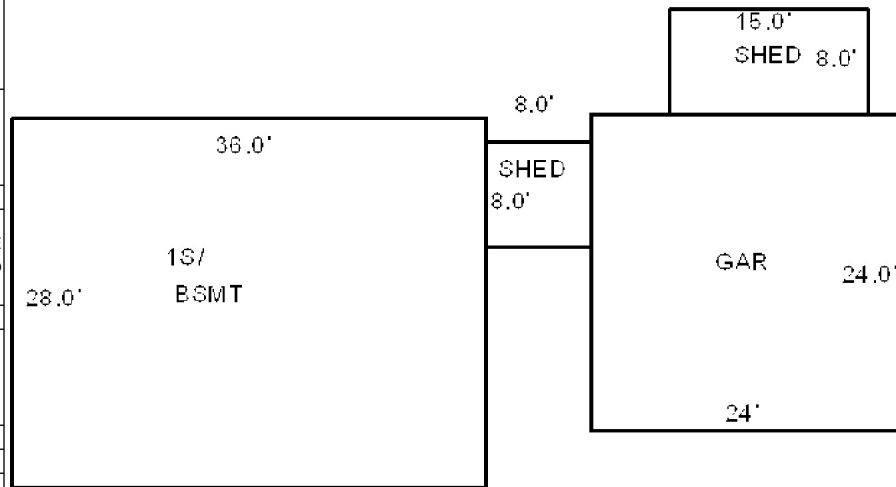 15.0'
SHED 8.0'
8.0'
36.0'
SHED
8.0'
1S/
BSMT
28.0'
GAR
24.0'
24'